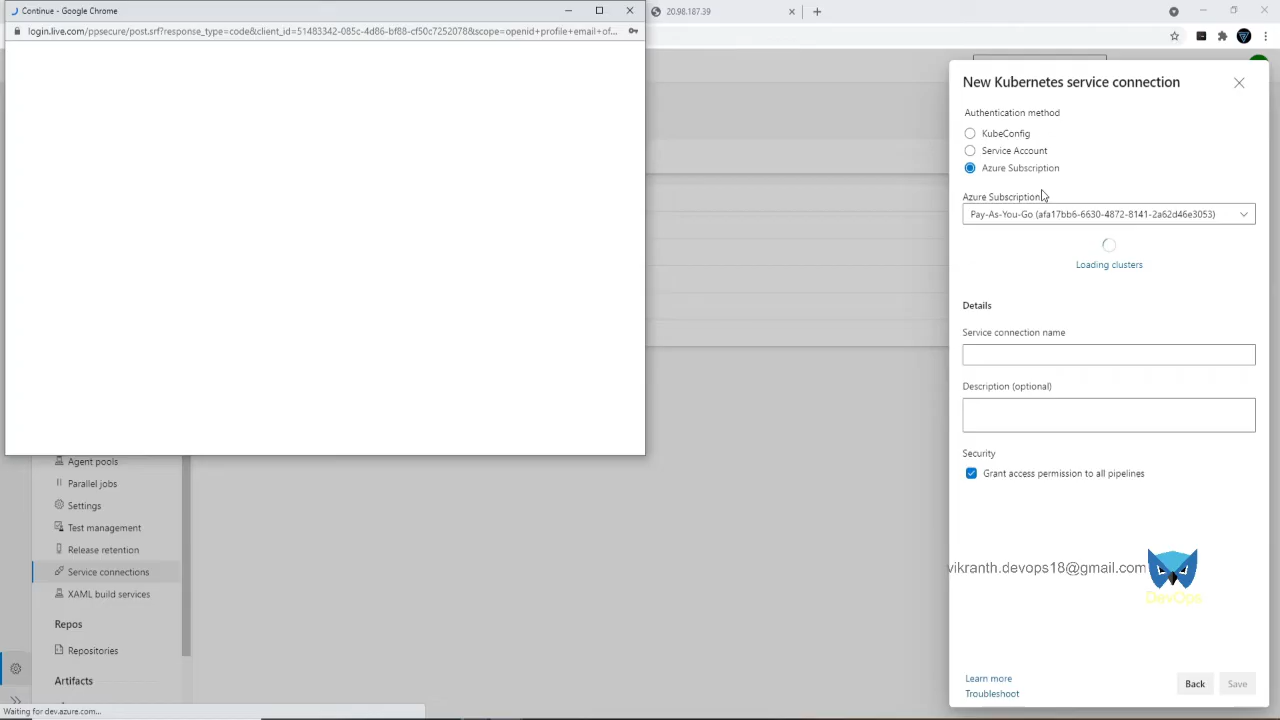 Continue - Google Chrome
login.live.com/ppsecure/post.srf?response_type=code&client_id=51483342-085c-4d86-bf88-cf50c7252078&scope=openid+profile+email+of...
20.98.187.39
New Kubernetes service connection
Authentication method
KubeConfig
Service Account
Azure Subscription
Azure Subscription
Pay-As-You-Go (afa17bb6-6630-4872-8141-2a62d46e3053)
Loading clusters
Details
Service connection name
Description (optional)
Security
Grant access permission to all pipelines
vikranth.devops18@gmail.com
DevOps
Learn more
Troubleshoot
Back
Save
Agent pools
Parallel jobs
Settings
Test management
Release retention
Service connections
XAML build services
Repos
Repositories
Artifacts
Waiting for dev.azure.com...